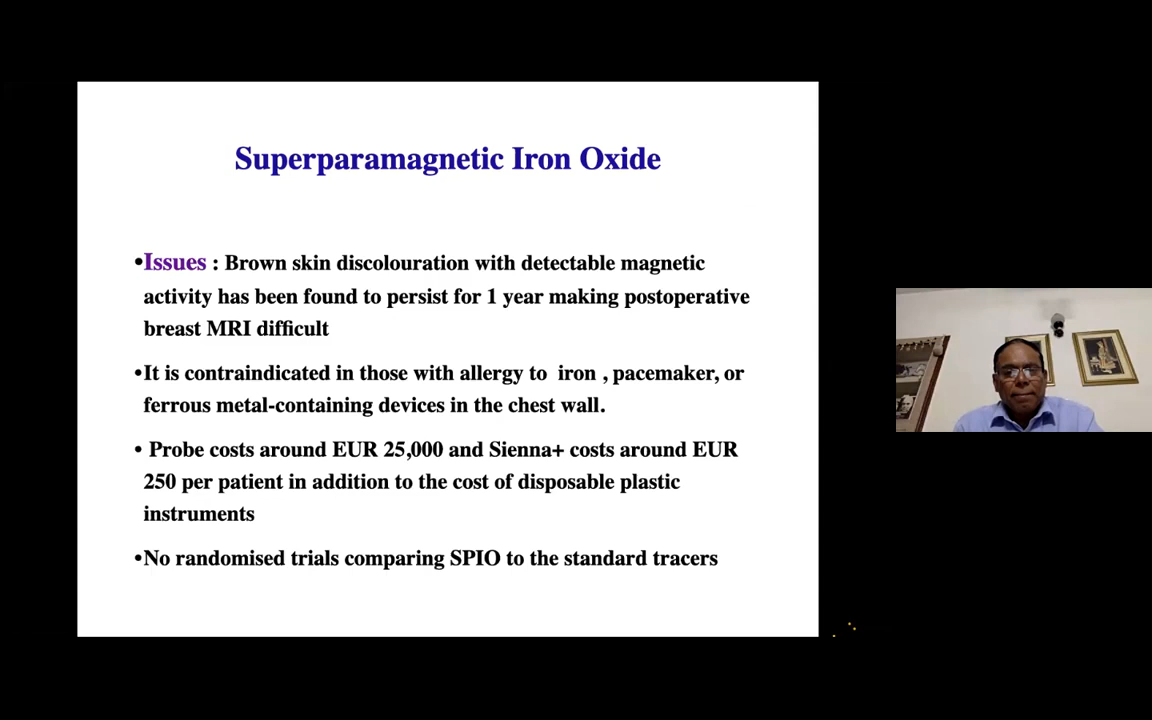 Superparamagnetic Iron Oxide
•Issues : Brown skin discolouration with detectable magnetic
activity has been found to persist for 1 year making postoperative
breast MRI difficult
•It is contraindicated in those with allergy to iron , pacemaker, or
ferrous metal-containing devices in the chest wall.
• Probe costs around EUR 25,000 and Sienna+ costs around EUR
250 per patient in addition to the cost of disposable plastic
instruments
•No randomised trials comparing SPIO to the standard tracers